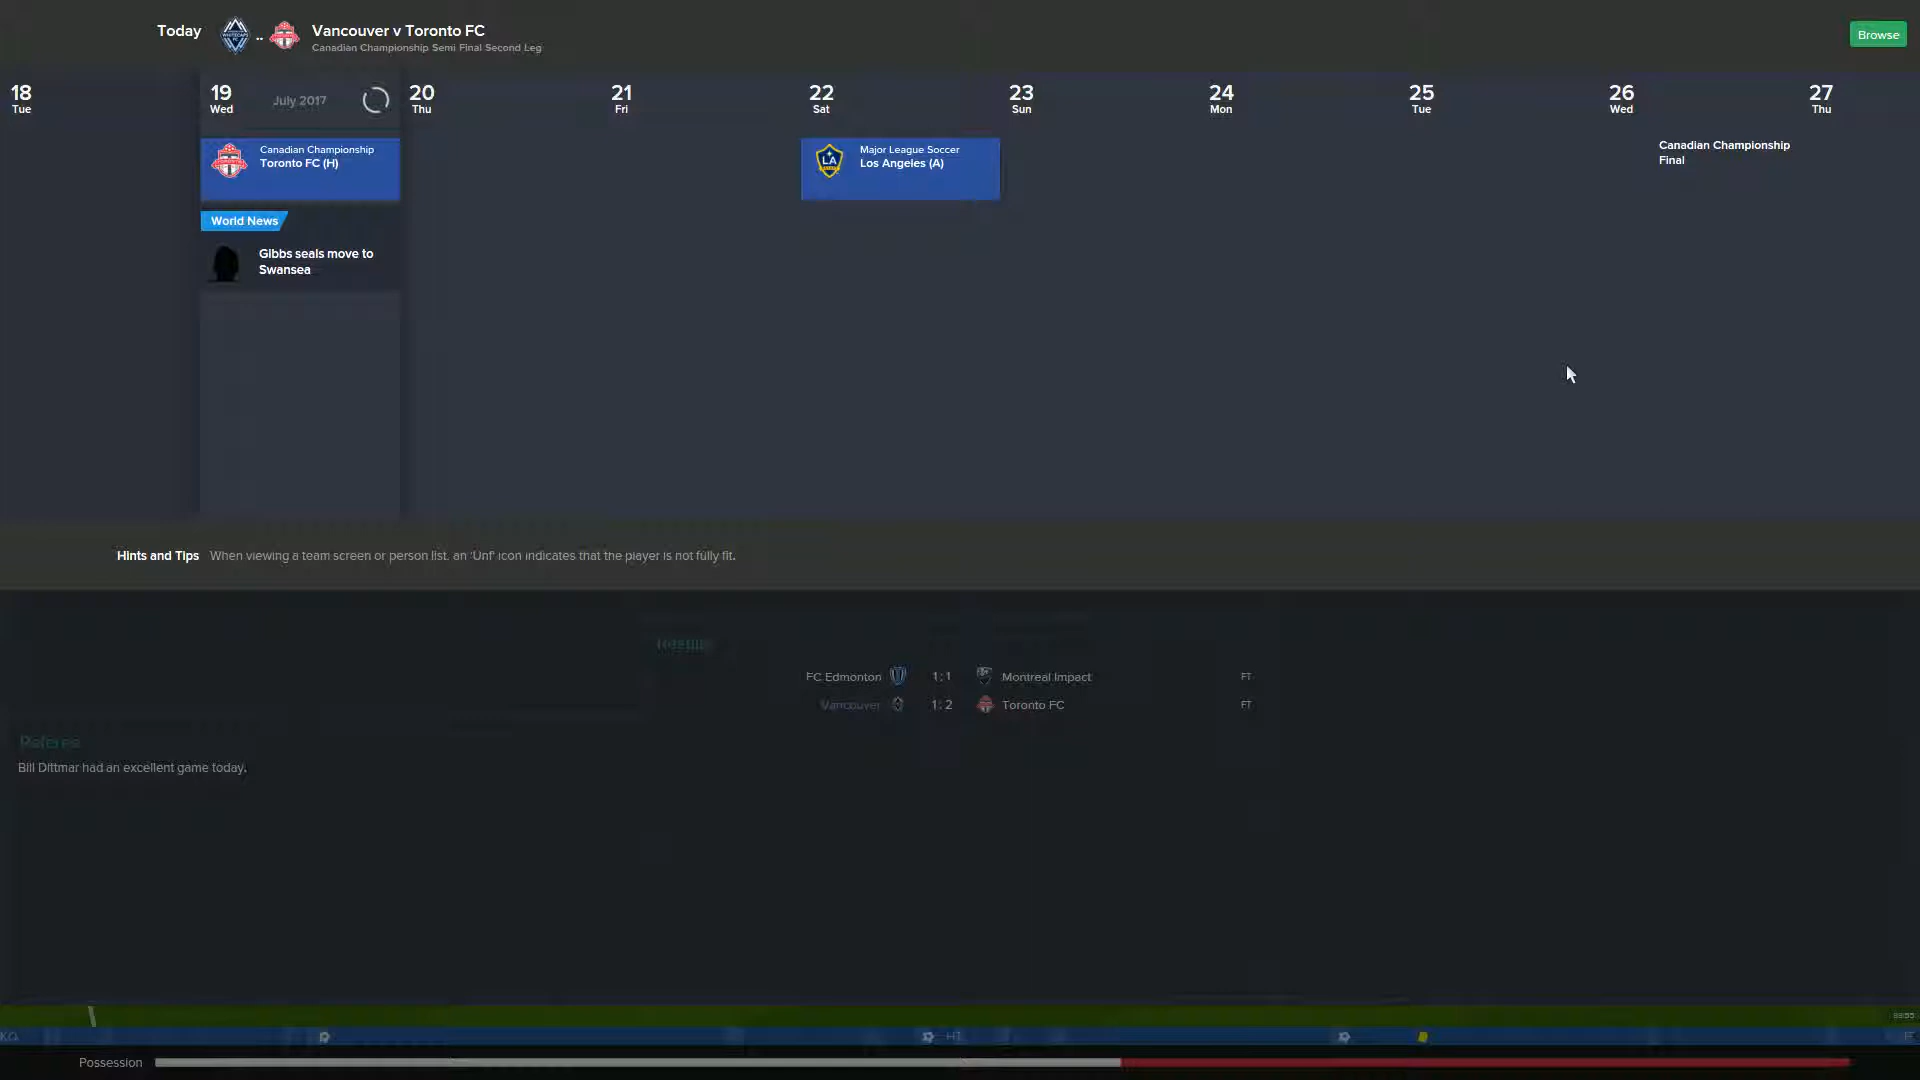 Today
Vancouver v Toronto FC
Canadian Championship Semi Final Second Leg
Browse
18
Tue
19
Wed
July 2017
20
Thu
21
Fri
22
Sat
23
Sun
24
Mon
25
Tue
26
Wed
27
Thu
Canadian Championship
Toronto FC (H)
Major League Soccer
Los Angeles (A)
Canadian Championship
Final
World News
Gibbs seals move to
Swansea
Hints and Tips When viewing a team screen or person list, an 'Unf' icon indicates that the player is not fully fit.
FC Edmonton 1:1 Montreal Impact FT
Vancouver 1:2 Toronto FC FT
Referee
Bill Dittmar had an excellent game today.
KO
HT
FT
Possession